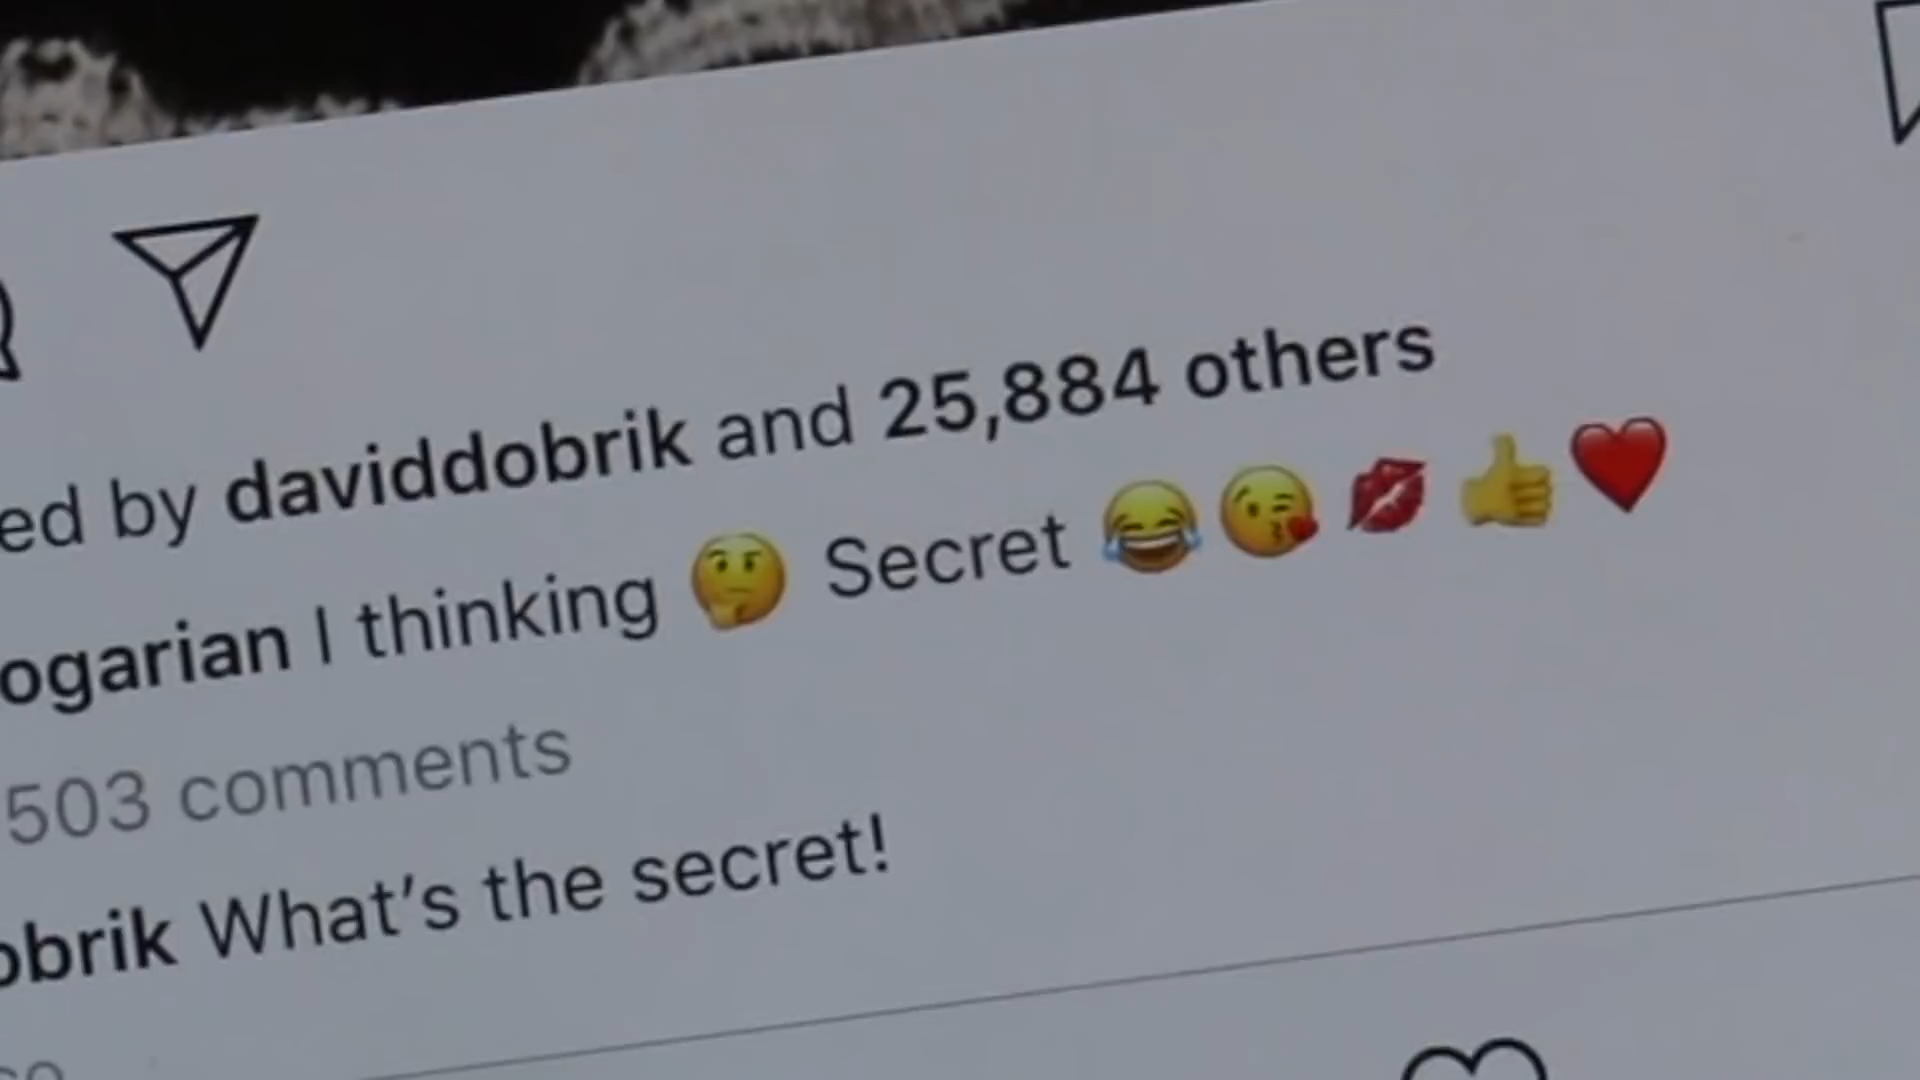 ed by daviddobrik and 25,884 others
ogarian I thinking 🤔 Secret 😂😘💋👍❤️
503 comments
obrik What's the secret!